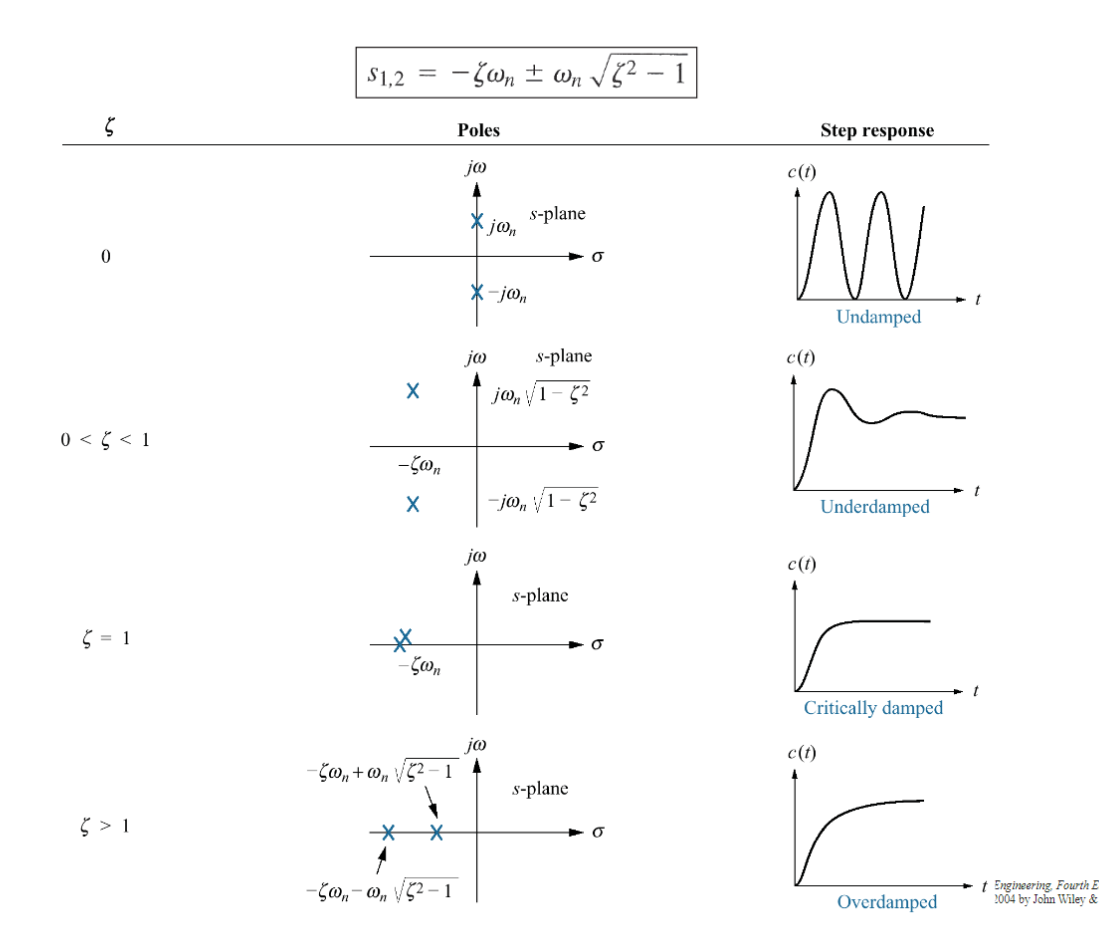 s₁,₂ = −ζωₙ ± ωₙ √(ζ² − 1)
ζ Poles Step response
jω
s-plane
jωₙ
σ
−jωₙ
0
c(t)
t
Undamped
jω
s-plane
jωₙ √(1 − ζ²)
σ
−ζωₙ
−jωₙ √(1 − ζ²)
0 < ζ < 1
c(t)
t
Underdamped
jω
s-plane
σ
−ζωₙ
ζ = 1
c(t)
t
Critically damped
jω
−ζωₙ + ωₙ √(ζ² − 1)
s-plane
σ
−ζωₙ − ωₙ √(ζ² − 1)
ζ > 1
c(t)
t
Overdamped
Engineering, Fourth E
2004 by John Wiley &